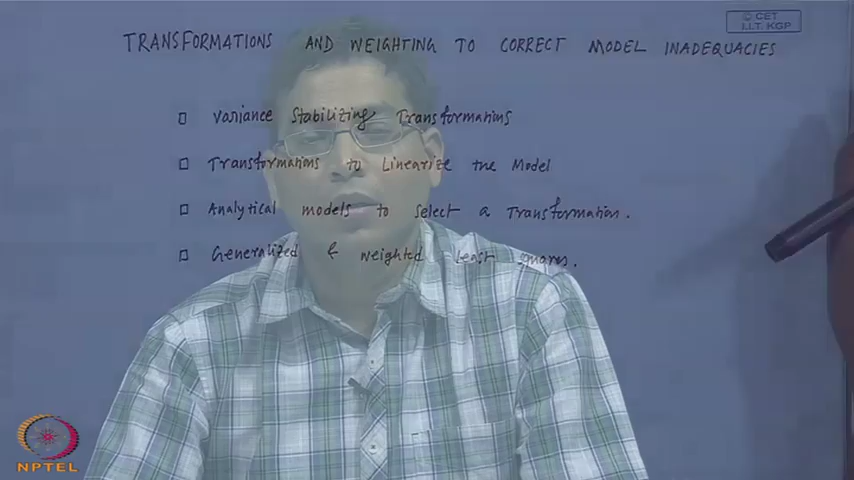 © CET
I.I.T. KGP
TRANSFORMATIONS AND WEIGHTING TO CORRECT MODEL INADEQUACIES
Variance Stabilizing Transformations
Transformations to Linearize the Model
Analytical models to select a Transformation.
Generalized & weighted least squares.
NPTEL